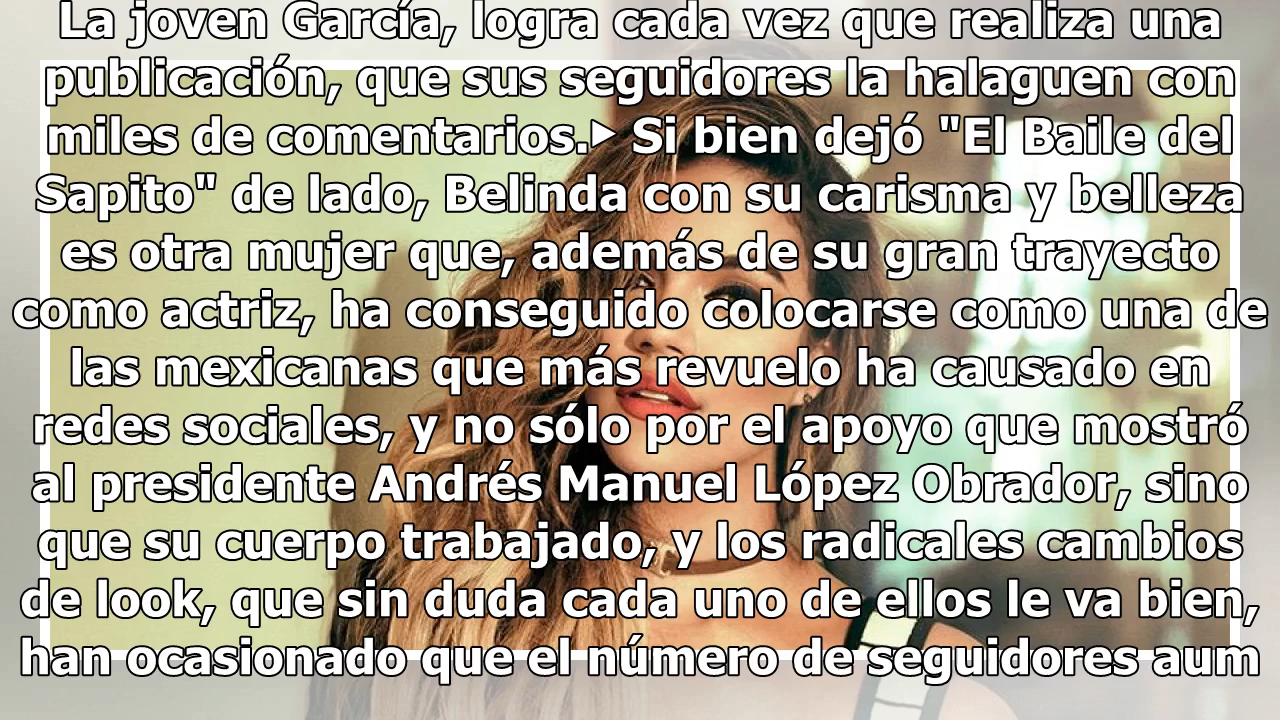 La joven García, logra cada vez que realiza una
publicación, que sus seguidores la halaguen con
miles de comentarios.▶ Si bien dejó "El Baile del
Sapito" de lado, Belinda con su carisma y belleza
es otra mujer que, además de su gran trayecto
como actriz, ha conseguido colocarse como una de
las mexicanas que más revuelo ha causado en
redes sociales, y no sólo por el apoyo que mostró
al presidente Andrés Manuel López Obrador, sino
que su cuerpo trabajado, y los radicales cambios
de look, que sin duda cada uno de ellos le va bien,
han ocasionado que el número de seguidores aum